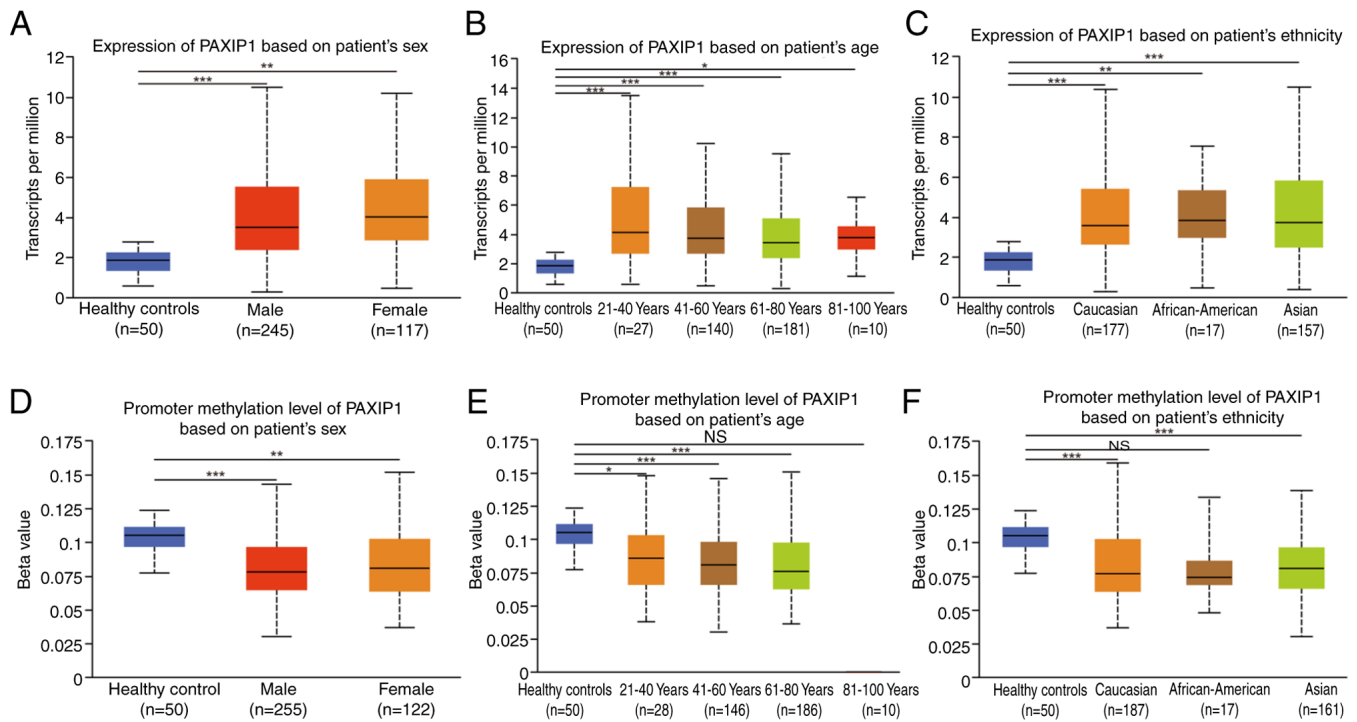 A
Expression of PAXIP1 based on patient's sex
12
10
8
6
4
2
0
Transcripts per million
**
***
Healthy controls
(n=50)
Male
(n=245)
Female
(n=117)
B
Expression of PAXIP1 based on patient's age
16
14
12
10
8
6
4
2
0
Transcripts per million
*
***
***
***
Healthy controls
(n=50)
21-40 Years
(n=27)
41-60 Years
(n=140)
61-80 Years
(n=181)
81-100 Years
(n=10)
C
Expression of PAXIP1 based on patient's ethnicity
12
10
8
6
4
2
0
Transcripts per million
***
**
***
Healthy controls
(n=50)
Caucasian
(n=177)
African-American
(n=17)
Asian
(n=157)
D
Promoter methylation level of PAXIP1
based on patient's sex
0.175
0.15
0.125
0.1
0.075
0.05
0.025
0
Beta value
**
***
Healthy control
(n=50)
Male
(n=255)
Female
(n=122)
E
Promoter methylation level of PAXIP1
based on patient's age
0.175
0.15
0.125
0.1
0.075
0.05
0.025
0
Beta value
NS
***
***
*
Healthy controls
(n=50)
21-40 Years
(n=28)
41-60 Years
(n=146)
61-80 Years
(n=186)
81-100 Years
(n=10)
F
Promoter methylation level of PAXIP1
based on patient's ethnicity
0.175
0.15
0.125
0.1
0.075
0.05
0.025
0
Beta value
***
NS
***
Healthy controls
(n=50)
Caucasian
(n=187)
African-American
(n=17)
Asian
(n=161)